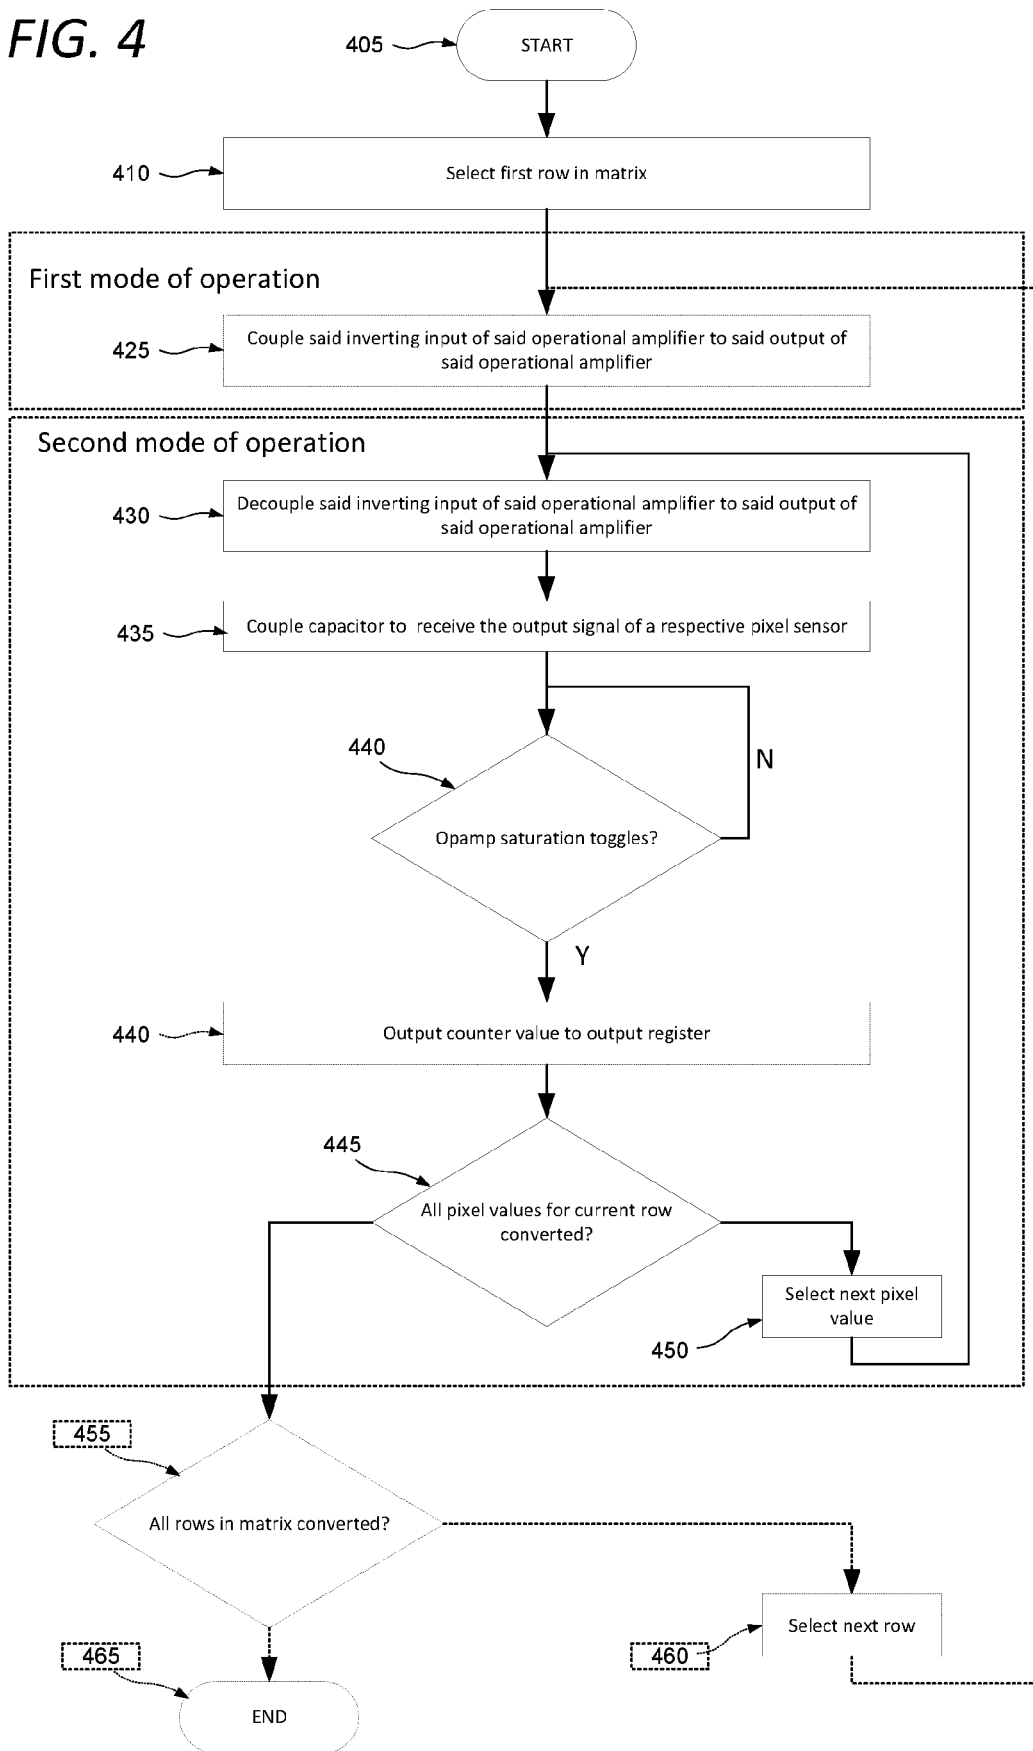 FIG. 4
405
START
410
Select first row in matrix
First mode of operation
425
Couple said inverting input of said operational amplifier to said output of
said operational amplifier
Second mode of operation
430
Decouple said inverting input of said operational amplifier to said output of
said operational amplifier
435
Couple capacitor to receive the output signal of a respective pixel sensor
440
N
Opamp saturation toggles?
Y
440
Output counter value to output register
445
All pixel values for current row
converted?
Select next pixel
value
450
455
All rows in matrix converted?
Select next row
460
465
END